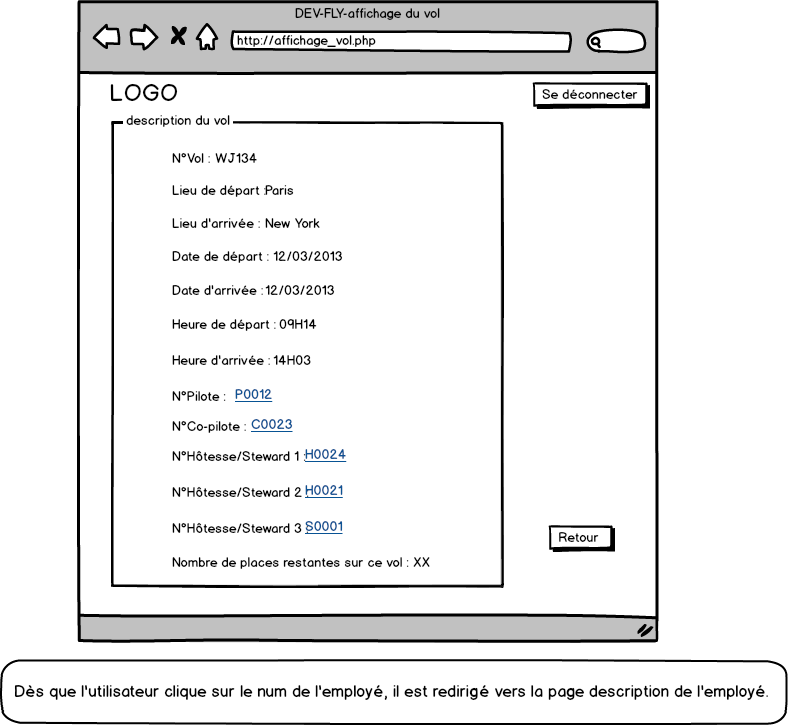 DEV-FLY-affichage du vol
http://affichage_vol.php
LOGO
Se déconnecter
description du vol
N°Vol : WJ134
Lieu de départ :Paris
Lieu d'arrivée : New York
Date de départ : 12/03/2013
Date d'arrivée :12/03/2013
Heure de départ : 09H14
Heure d'arrivée : 14H03
N°Pilote : P0012
N°Co-pilote : C0023
N°Hôtesse/Steward 1 :H0024
N°Hôtesse/Steward 2 H0021
N°Hôtesse/Steward 3 S0001
Retour
Nombre de places restantes sur ce vol : XX
Dès que l'utilisateur clique sur le num de l'employé, il est redirigé vers la page description de l'employé.